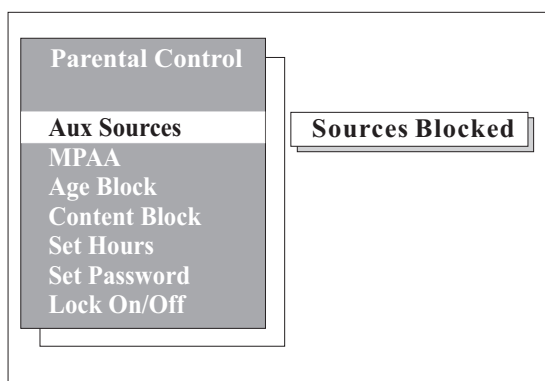 Parental Control
Aux Sources
Sources Blocked
MPAA
Age Block
Content Block
Set Hours
Set Password
Lock On/Off